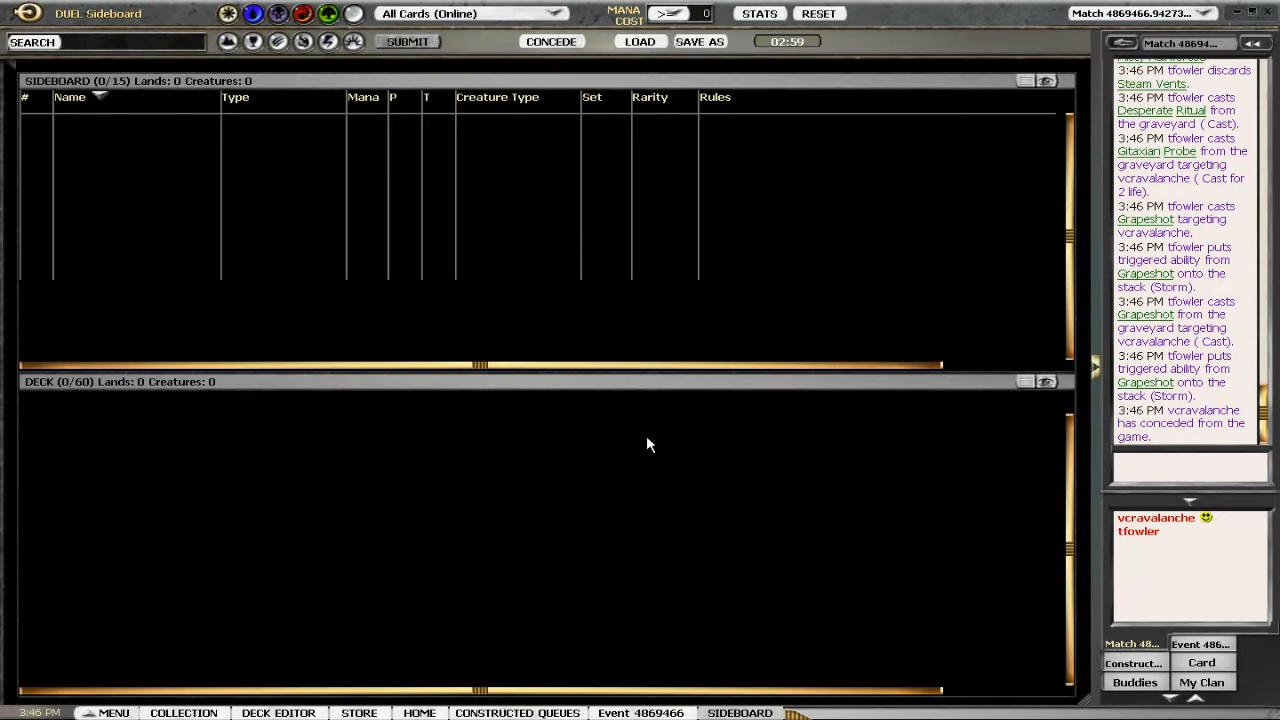 DUEL Sideboard
All Cards (Online)
MANA COST
>=
0
STATS
RESET
Match 4869466.94273...
SEARCH
SUBMIT
CONCEDE
LOAD
SAVE AS
02:59
Match 48694...
SIDEBOARD (0/15) Lands: 0 Creatures: 0
# Name Type Mana P T Creature Type Set Rarity Rules
DECK (0/60) Lands: 0 Creatures: 0
3:46 PM tfowler discards
Steam Vents.
3:46 PM tfowler casts
Desperate Ritual from
the graveyard ( Cast).
3:46 PM tfowler casts
Gitaxian Probe from the
graveyard targeting
vcravalanche ( Cast for
2 life).
3:46 PM tfowler casts
Grapeshot targeting
vcravalanche.
3:46 PM tfowler puts
triggered ability from
Grapeshot onto the
stack (Storm).
3:46 PM tfowler casts
Grapeshot from the
graveyard targeting
vcravalanche ( Cast).
3:46 PM tfowler puts
triggered ability from
Grapeshot onto the
stack (Storm).
3:46 PM vcravalanche
has conceded from the
game.
vcravalanche
tfowler
Match 48...
Event 486...
Construct...
Card
Buddies
My Clan
3:46 PM
MENU
COLLECTION
DECK EDITOR
STORE
HOME
CONSTRUCTED QUEUES
Event 4869466
SIDEBOARD